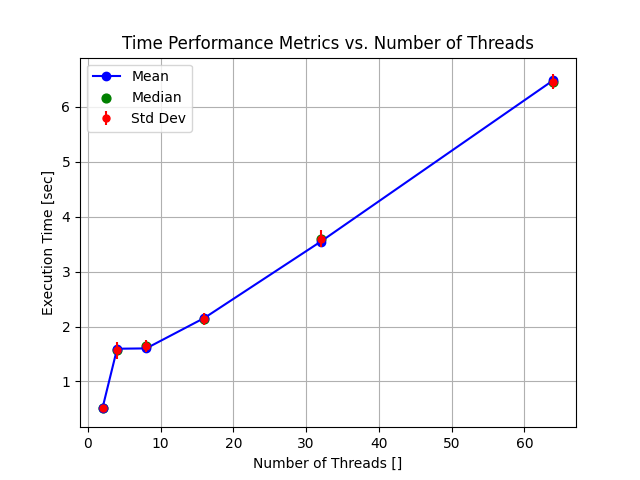 Time Performance Metrics vs. Number of Threads
Mean
Median
Std Dev
Execution Time [sec]
6
5
4
3
2
1
0 10 20 30 40 50 60
Number of Threads []